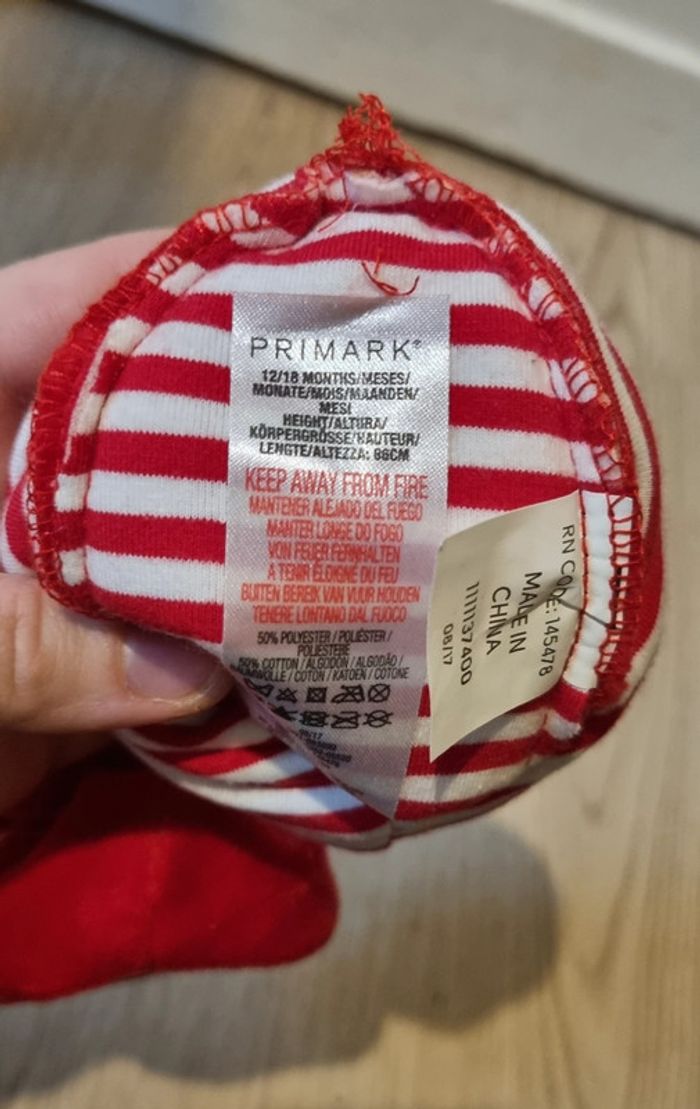 PRIMARK®
12/18 MONTHS/MESES/
MONATE/MOIS/MAANDEN/
MESI
HEIGHT/ALTURA/
KÖRPERGRÖSSE/HAUTEUR/
LENGTE/ALTEZZA: 86CM
KEEP AWAY FROM FIRE
MANTENER ALEJADO DEL FUEGO
MANTER LONGE DO FOGO
VON FEUER FERNHALTEN
A TENIR ÉLOIGNE DU FEU
BUITEN BEREIK VAN VUUR HOUDEN
TENERE LONTANO DAL FUOCO
50% POLYESTER / POLIÉSTER /
POLIESTERE
50% COTTON / ALGODÓN / ALGODÃO /
/ COTON / KATOEN / COTONE
RN CODE: 145478
MADE IN
CHINA
1111137400
08/17